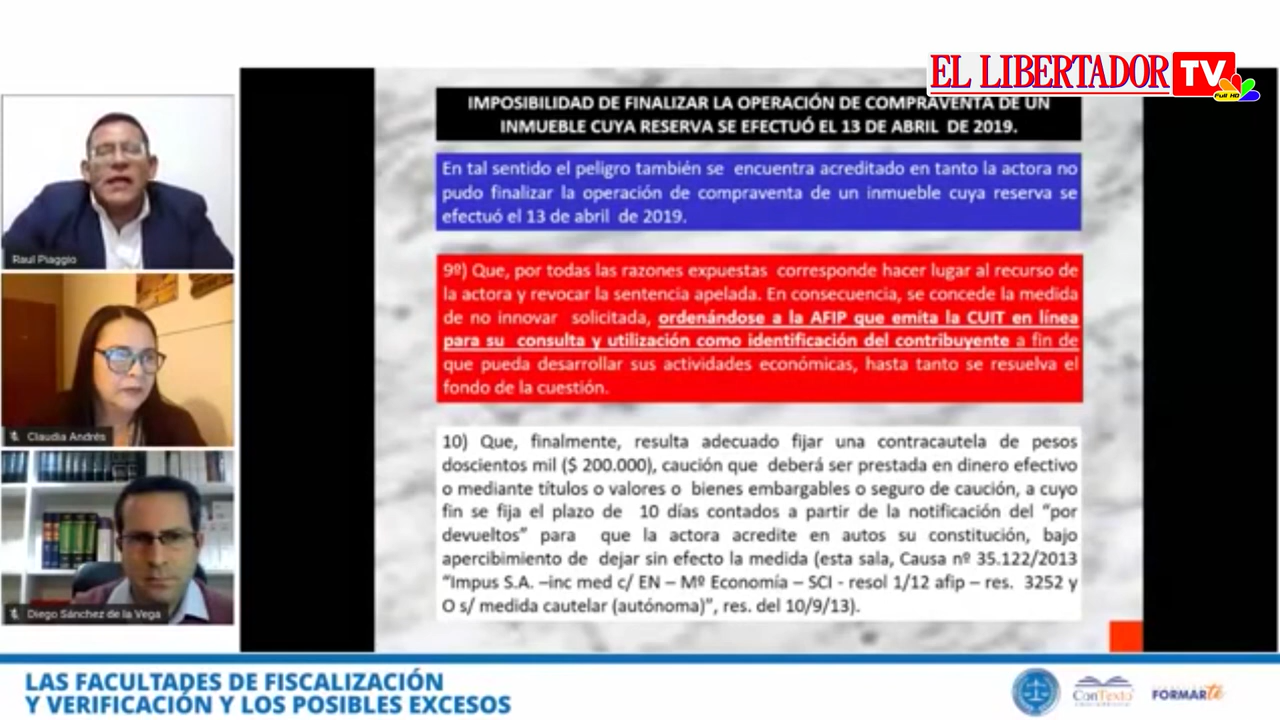 EL LIBERTADOR TV
Full HD
IMPOSIBILIDAD DE FINALIZAR LA OPERACIÓN DE COMPRAVENTA DE UN
INMUEBLE CUYA RESERVA SE EFECTUÓ EL 13 DE ABRIL DE 2019.
En tal sentido el peligro también se encuentra acreditado en tanto la actora no
pudo finalizar la operación de compraventa de un inmueble cuya reserva se
efectuó el 13 de abril de 2019.
9º) Que, por todas las razones expuestas corresponde hacer lugar al recurso de
la actora y revocar la sentencia apelada. En consecuencia, se concede la medida
de no innovar solicitada, ordenándose a la AFIP que emita la CUIT en línea
para su consulta y utilización como identificación del contribuyente a fin de
que pueda desarrollar sus actividades económicas, hasta tanto se resuelva el
fondo de la cuestión.
10) Que, finalmente, resulta adecuado fijar una contracautela de pesos
doscientos mil ($ 200.000), caución que deberá ser prestada en dinero efectivo
o mediante títulos o valores o bienes embargables o seguro de caución, a cuyo
fin se fija el plazo de 10 días contados a partir de la notificación del “por
devueltos” para que la actora acredite en autos su constitución, bajo
apercibimiento de dejar sin efecto la medida (esta sala, Causa nº 35.122/2013
“Impus S.A. –inc med c/ EN – Mº Economía – SCI - resol 1/12 afip – res. 3252 y
O s/ medida cautelar (autónoma)”, res. del 10/9/13).
Raul Piaggio
Claudia Andrés
Diego Sánchez de la Vega
LAS FACULTADES DE FISCALIZACIÓN
Y VERIFICACIÓN Y LOS POSIBLES EXCESOS
ConTexto
FORMARte